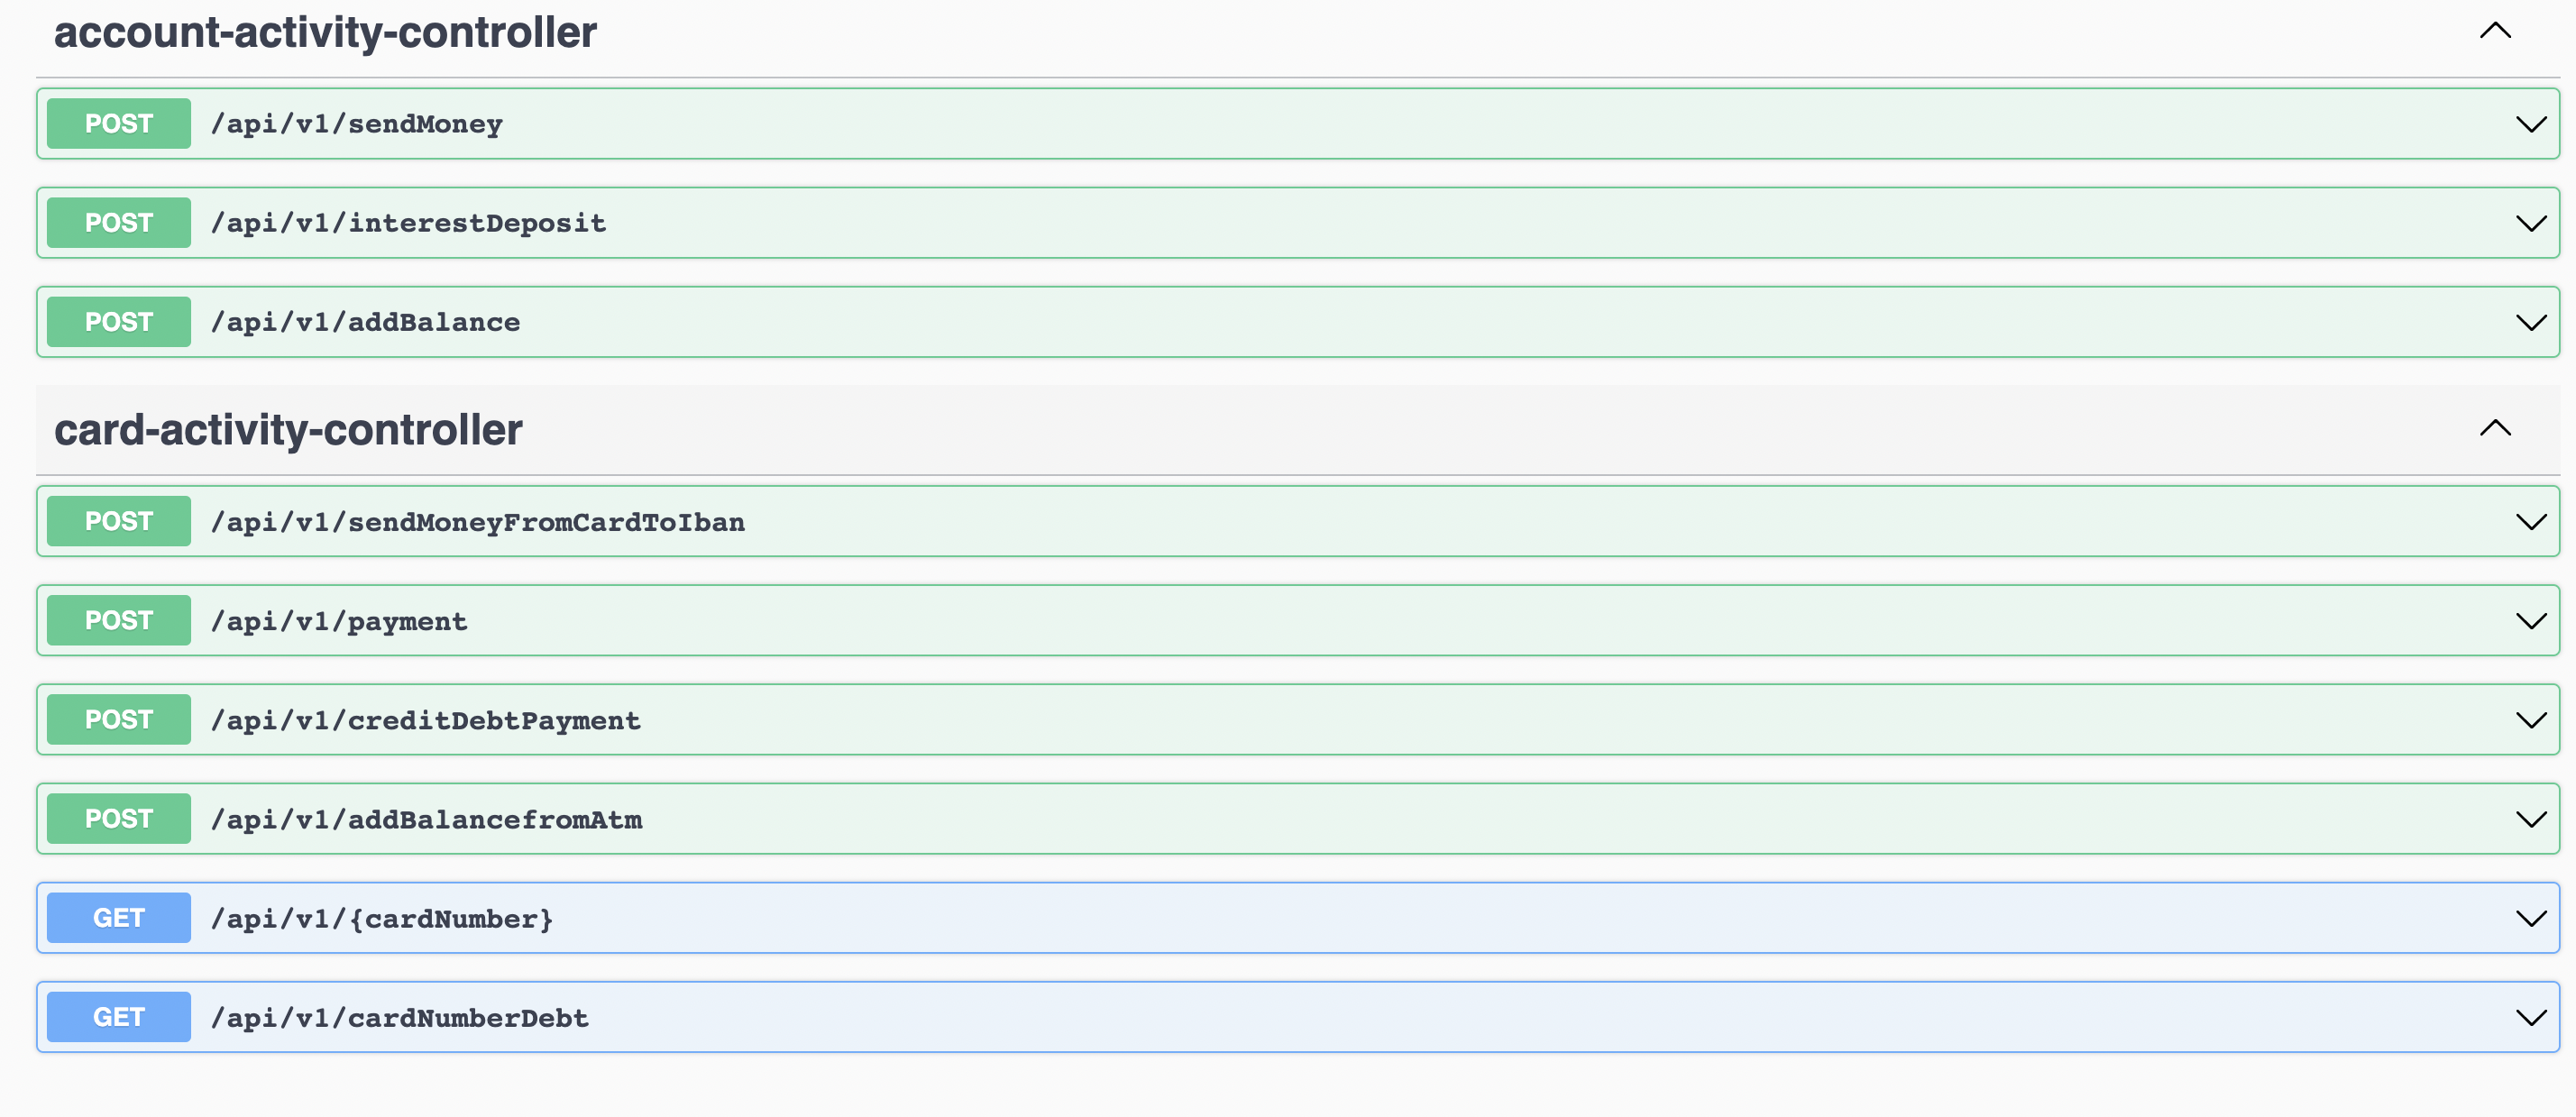 account-activity-controller
POST /api/v1/sendMoney
POST /api/v1/interestDeposit
POST /api/v1/addBalance
card-activity-controller
POST /api/v1/sendMoneyFromCardToIban
POST /api/v1/payment
POST /api/v1/creditDebtPayment
POST /api/v1/addBalancefromAtm
GET /api/v1/{cardNumber}
GET /api/v1/cardNumberDebt